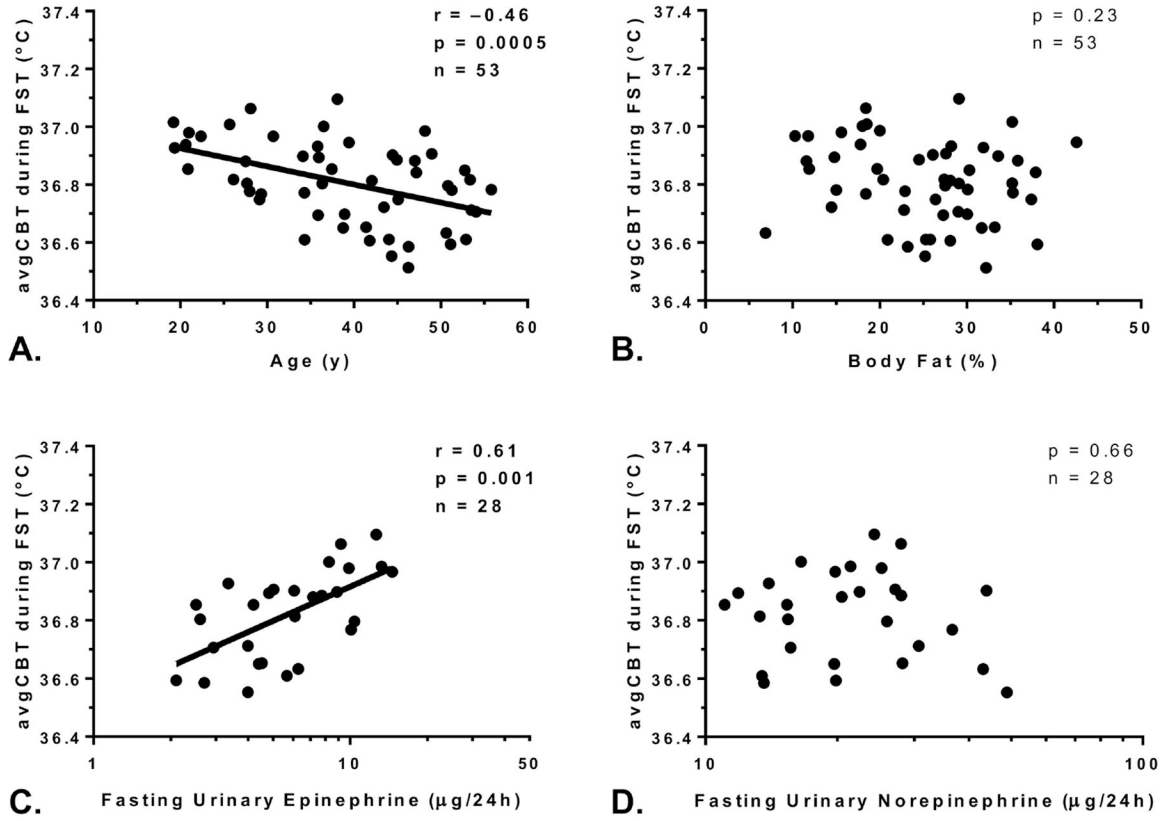 avgCBT during FST (°C)
37.4
37.2
37.0
36.8
36.6
36.4
r = –0.46
p = 0.0005
n = 53
10 20 30 40 50 60
A.
Age (y)
avgCBT during FST (°C)
37.4
37.2
37.0
36.8
36.6
36.4
p = 0.23
n = 53
0 10 20 30 40 50
B.
Body Fat (%)
avgCBT during FST (°C)
37.4
37.2
37.0
36.8
36.6
36.4
r = 0.61
p = 0.001
n = 28
1 10 50
C.
Fasting Urinary Epinephrine (μg/24h)
avgCBT during FST (°C)
37.4
37.2
37.0
36.8
36.6
36.4
p = 0.66
n = 28
10 100
D.
Fasting Urinary Norepinephrine (μg/24h)